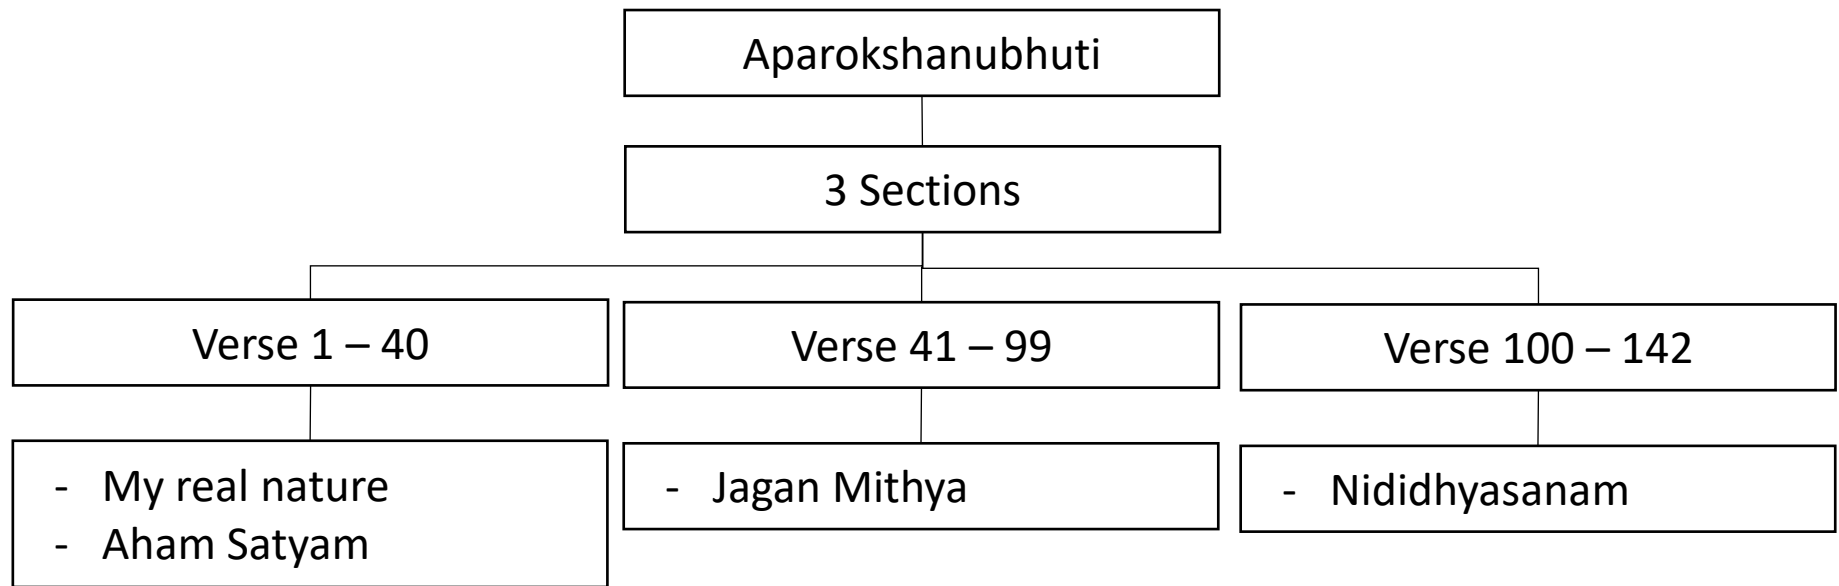 Aparokshanubhuti
3 Sections
Verse 1 – 40
Verse 41 – 99
Verse 100 – 142
- My real nature
- Aham Satyam
- Jagan Mithya
- Nididhyasanam